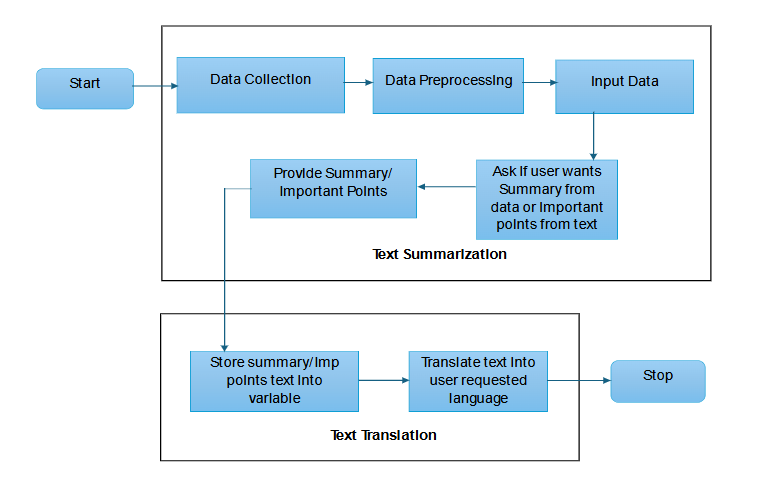 Start
Data Collection
Data Preprocessing
Input Data
Ask if user wants
Summary from
data or Important
points from text
Provide Summary/
Important Points
Text Summarization
Store summary/Imp
points text into
variable
Translate text into
user requested
language
Stop
Text Translation